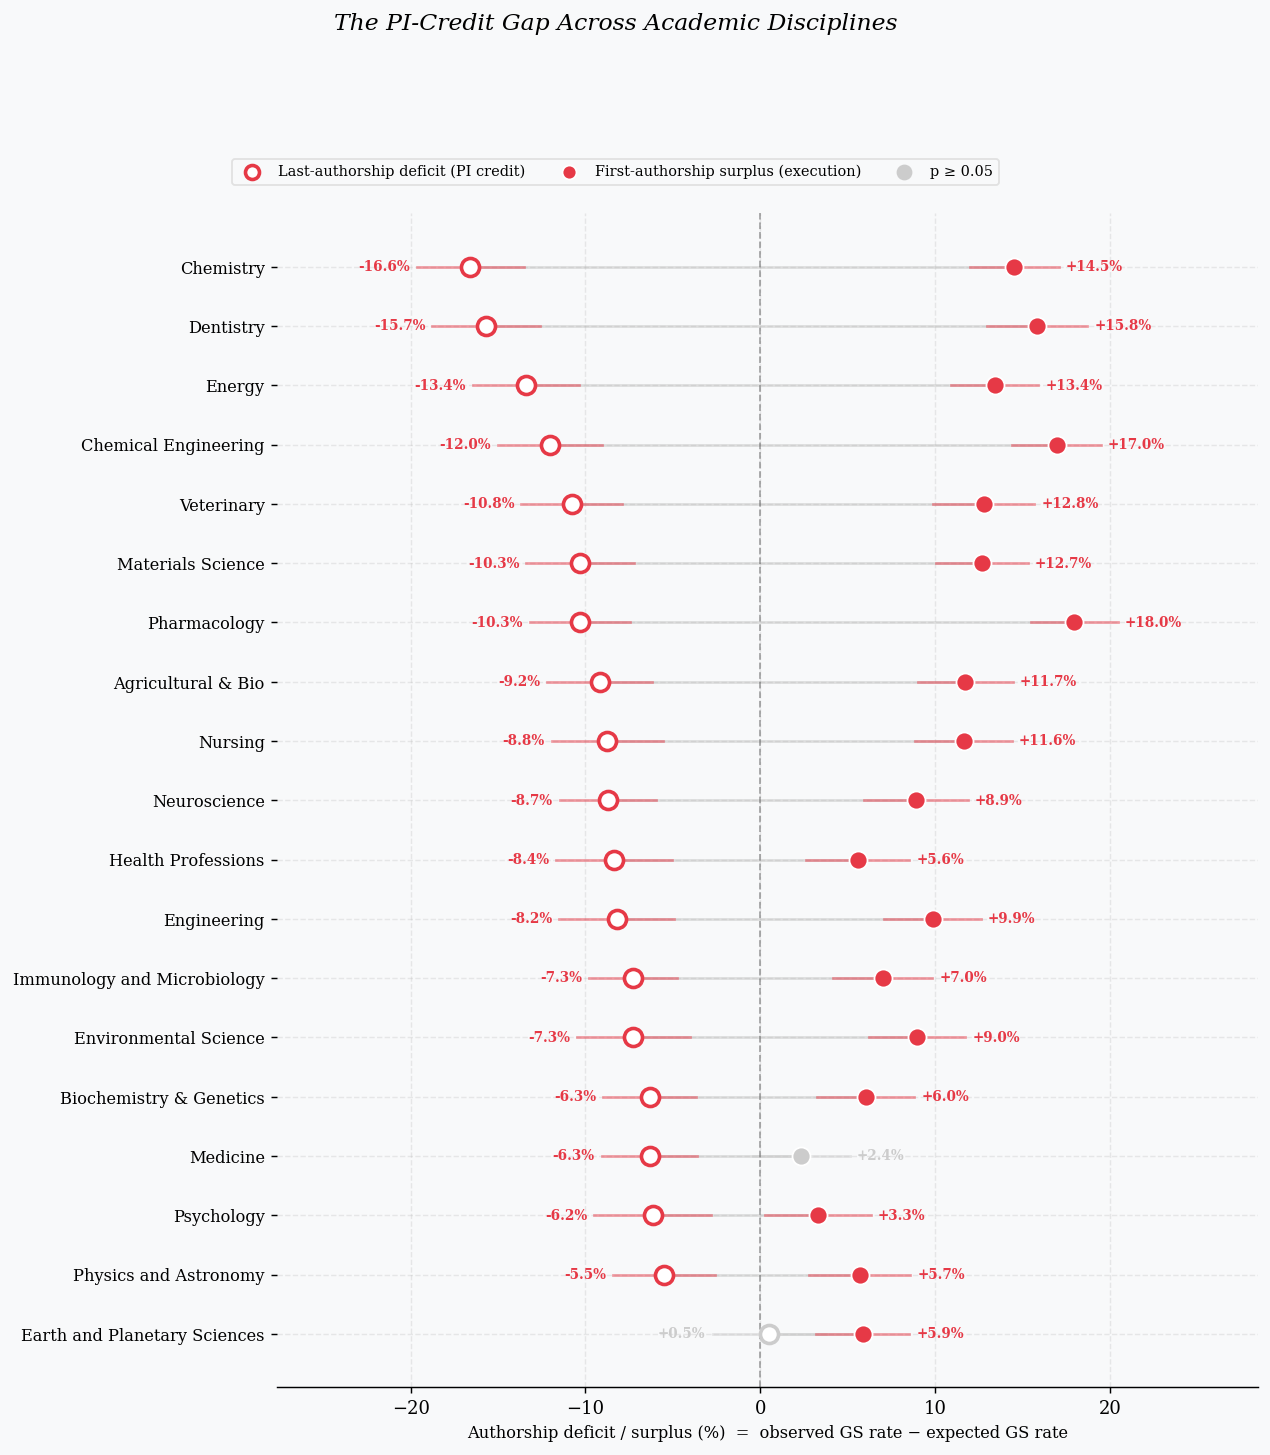 The PI-Credit Gap Across Academic Disciplines
Last-authorship deficit (PI credit) First-authorship surplus (execution) p ≥ 0.05
Chemistry -16.6% +14.5%
Dentistry -15.7% +15.8%
Energy -13.4% +13.4%
Chemical Engineering -12.0% +17.0%
Veterinary -10.8% +12.8%
Materials Science -10.3% +12.7%
Pharmacology -10.3% +18.0%
Agricultural & Bio -9.2% +11.7%
Nursing -8.8% +11.6%
Neuroscience -8.7% +8.9%
Health Professions -8.4% +5.6%
Engineering -8.2% +9.9%
Immunology and Microbiology -7.3% +7.0%
Environmental Science -7.3% +9.0%
Biochemistry & Genetics -6.3% +6.0%
Medicine -6.3% +2.4%
Psychology -6.2% +3.3%
Physics and Astronomy -5.5% +5.7%
Earth and Planetary Sciences +0.5% +5.9%
−20 −10 0 10 20
Authorship deficit / surplus (%) = observed GS rate − expected GS rate